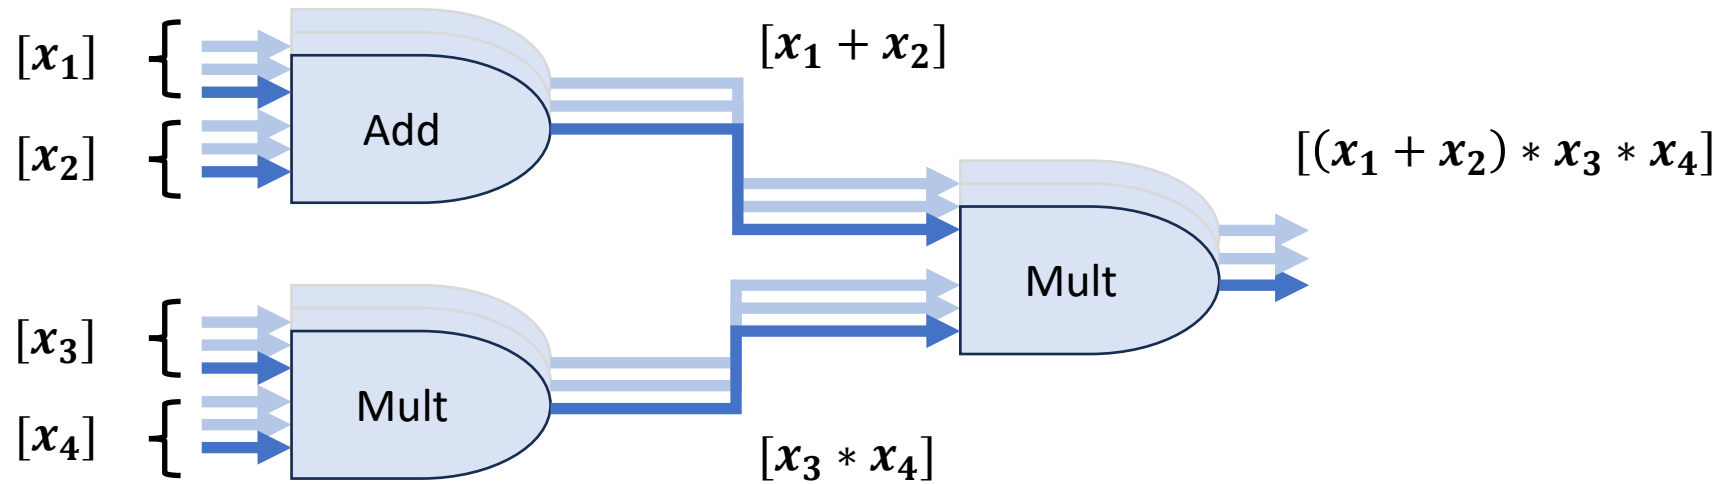 [x₁]
[x₂]
Add
[x₁ + x₂]
[x₃]
[x₄]
Mult
[x₃ * x₄]
Mult
[(x₁ + x₂) * x₃ * x₄]